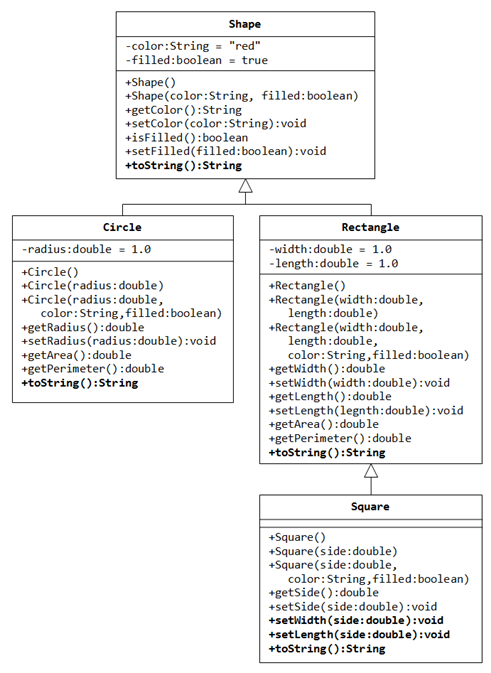 Shape
-color:String = "red"
-filled:boolean = true
+Shape()
+Shape(color:String, filled:boolean)
+getColor():String
+setColor(color:String):void
+isFilled():boolean
+setFilled(filled:boolean):void
+toString():String
Circle
-radius:double = 1.0
+Circle()
+Circle(radius:double)
+Circle(radius:double,
color:String,filled:boolean)
+getRadius():double
+setRadius(radius:double):void
+getArea():double
+getPerimeter():double
+toString():String
Rectangle
-width:double = 1.0
-length:double = 1.0
+Rectangle()
+Rectangle(width:double,
length:double)
+Rectangle(width:double,
length:double,
color:String,filled:boolean)
+getWidth():double
+setWidth(width:double):void
+getLength():double
+setLength(legnth:double):void
+getArea():double
+getPerimeter():double
+toString():String
Square
+Square()
+Square(side:double)
+Square(side:double,
color:String,filled:boolean)
+getSide():double
+setSide(side:double):void
+setWidth(side:double):void
+setLength(side:double):void
+toString():String